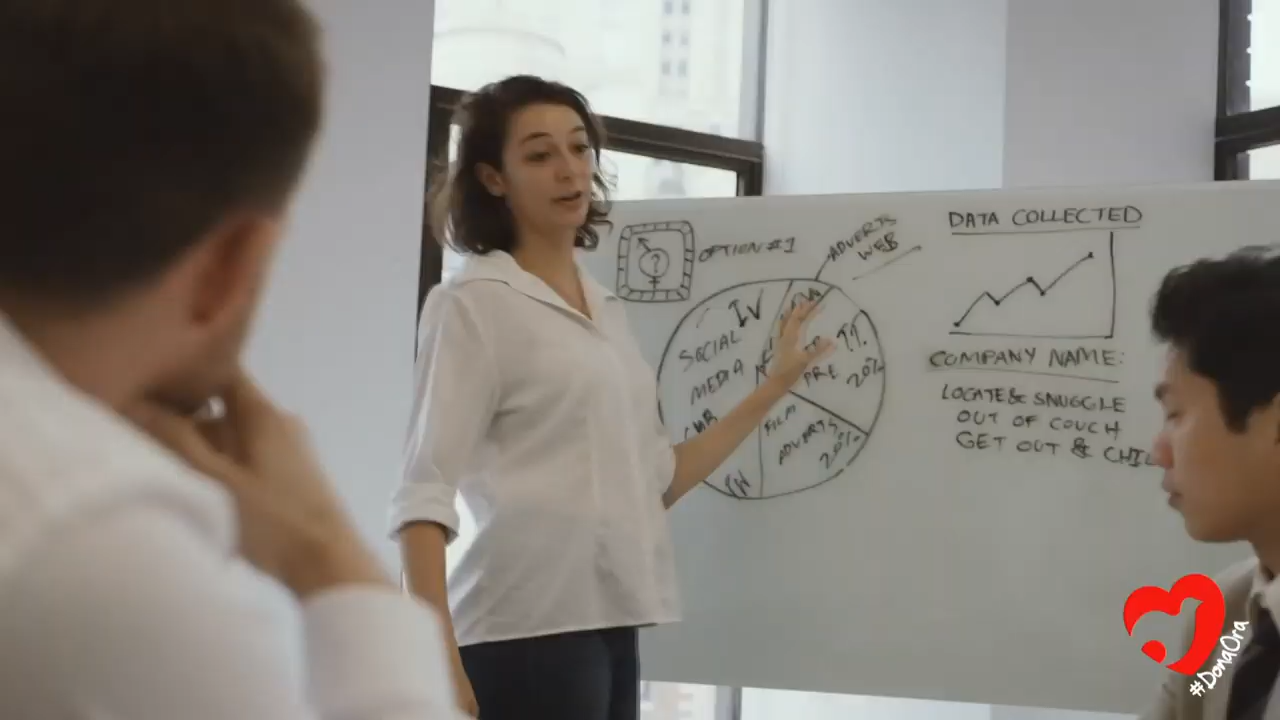 OPTION #1
ADVERTS
WEB
SOCIAL
MEDIA
PRE
20%
FILM
ADVERTS
20%
DATA COLLECTED
COMPANY NAME:
LOCATE & SNUGGLE
OUT OF COUCH
GET OUT & CHIL
#DonaOra